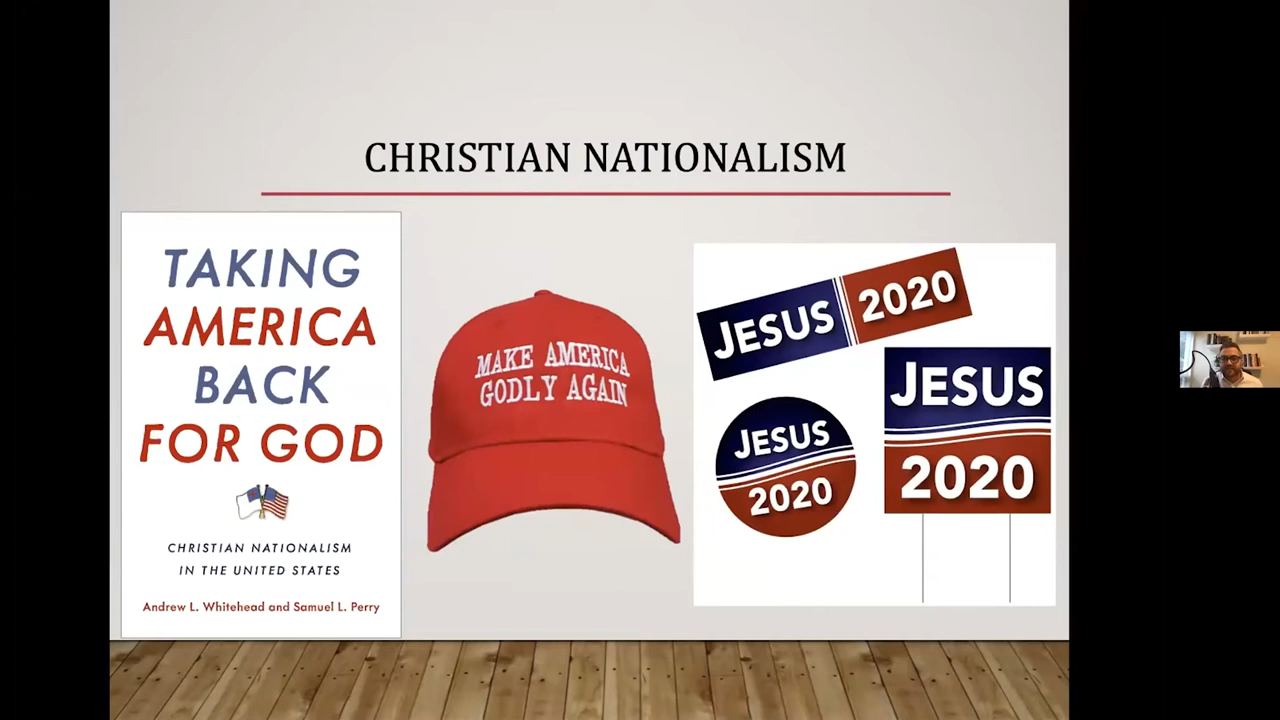 CHRISTIAN NATIONALISM
TAKING
AMERICA
BACK
FOR GOD
CHRISTIAN NATIONALISM
IN THE UNITED STATES
Andrew L. Whitehead and Samuel L. Perry
MAKE AMERICA
GODLY AGAIN
JESUS 2020
JESUS
2020
JESUS
2020